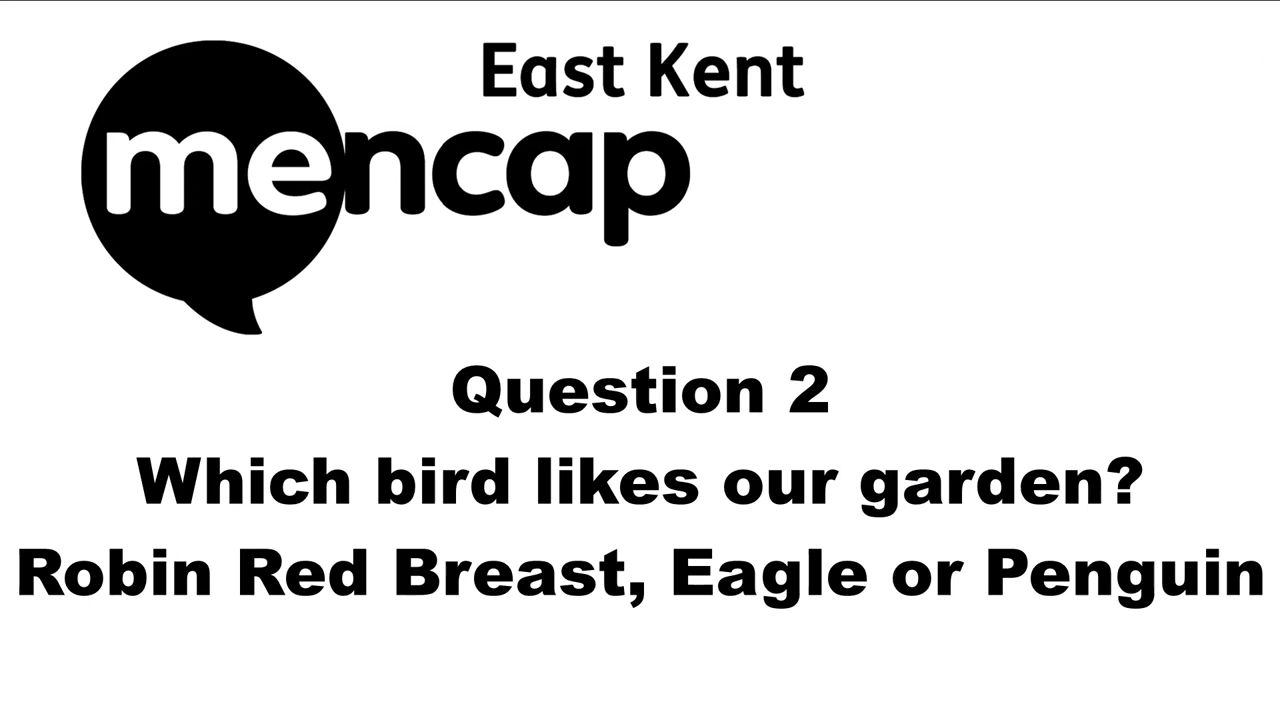 East Kent
mencap
Question 2
Which bird likes our garden?
Robin Red Breast, Eagle or Penguin